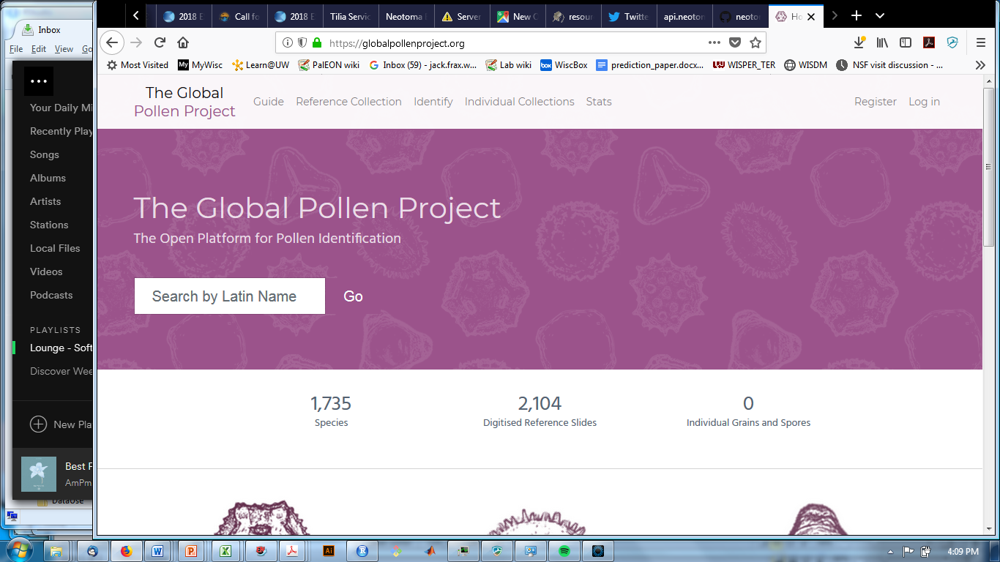 2018 E
Call fo
2018 E
Tilia Servic
Neotoma
Server
New C
resour
Twitte
api.neoton
neoto
Ho
Inbox
File Edit View Go
https://globalpollenproject.org
Most Visited
MyWisc
Learn@UW
PalEON wiki
Inbox (59) - jack.frax.w...
Lab wiki
WiscBox
prediction_paper.docx...
WISPER_TER
WISDM
NSF visit discussion - ...
Your Daily Mi
Recently Play
Songs
Albums
Artists
Stations
Local Files
Videos
Podcasts
PLAYLISTS
Lounge - Soft
Discover Wee
New Pla
Best F
AmPm
DataUse
The Global
Pollen Project
Guide Reference Collection Identify Individual Collections Stats
Register Log in
The Global Pollen Project
The Open Platform for Pollen Identification
Search by Latin Name Go
1,735 2,104 0
Species Digitised Reference Slides Individual Grains and Spores
4:09 PM